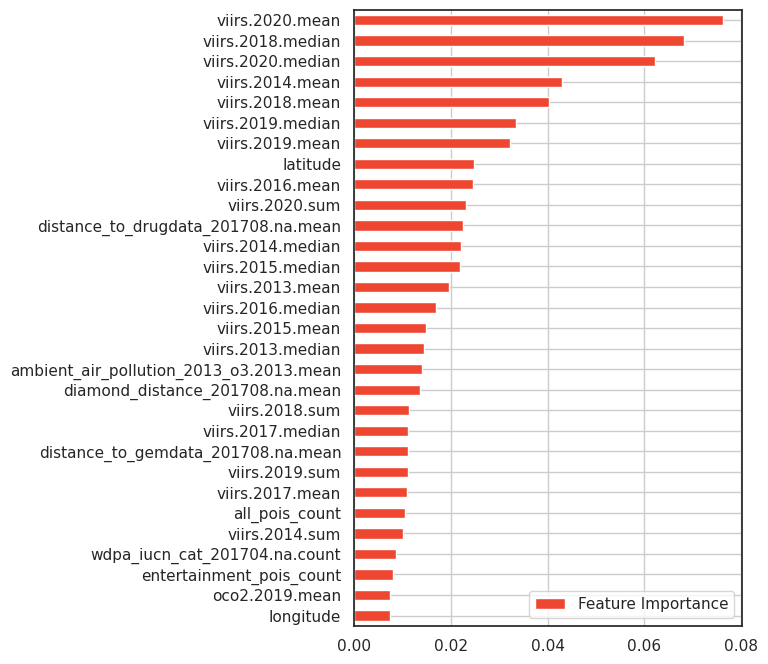 viirs.2020.mean
viirs.2018.median
viirs.2020.median
viirs.2014.mean
viirs.2018.mean
viirs.2019.median
viirs.2019.mean
latitude
viirs.2016.mean
viirs.2020.sum
distance_to_drugdata_201708.na.mean
viirs.2014.median
viirs.2015.median
viirs.2013.mean
viirs.2016.median
viirs.2015.mean
viirs.2013.median
ambient_air_pollution_2013_o3.2013.mean
diamond_distance_201708.na.mean
viirs.2018.sum
viirs.2017.median
distance_to_gemdata_201708.na.mean
viirs.2019.sum
viirs.2017.mean
all_pois_count
viirs.2014.sum
wdpa_iucn_cat_201704.na.count
entertainment_pois_count
oco2.2019.mean
longitude
Feature Importance
0.00 0.02 0.04 0.06 0.08